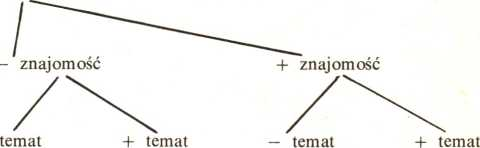 - znajomość + znajomość
temat + temat - temat + temat